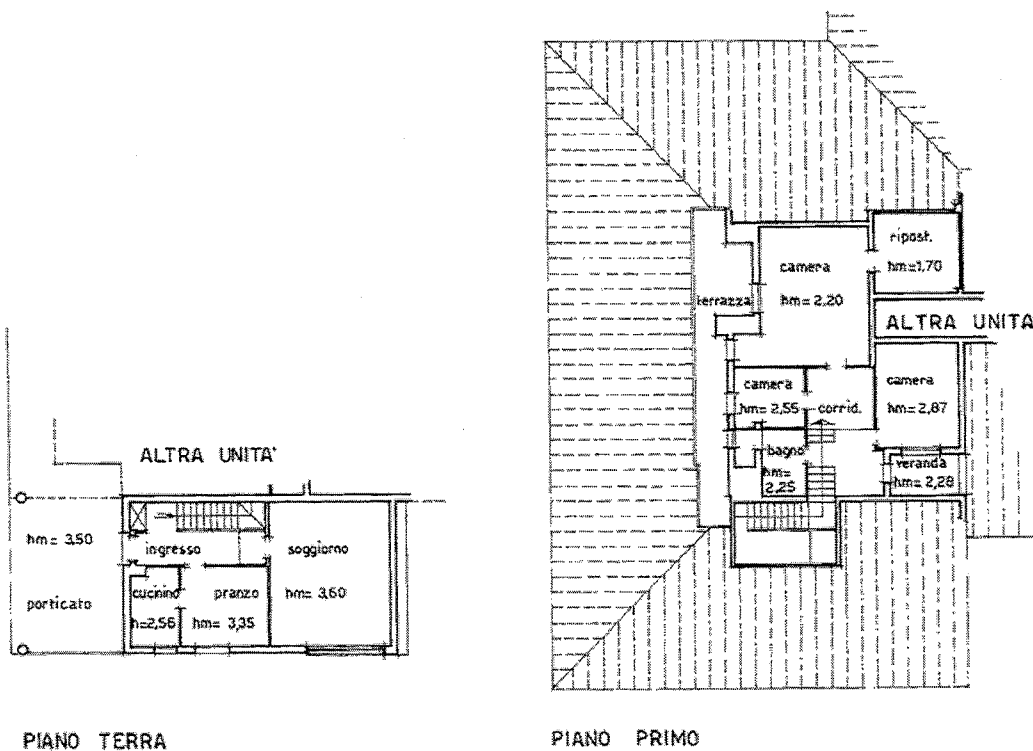 ALTRA UNITA'
hm= 3,50
ingresso
soggiorno
cucinino
pranzo
hm= 3,60
porticato
h=2,56
hm= 3,35
PIANO TERRA
ripost.
hm=1,70
camera
hm= 2,20
terrazza
ALTRA UNITA
camera
hm= 2,55
corrid.
camera
hm= 2,87
bagno
hm=
2,25
veranda
hm= 2,28
PIANO PRIMO